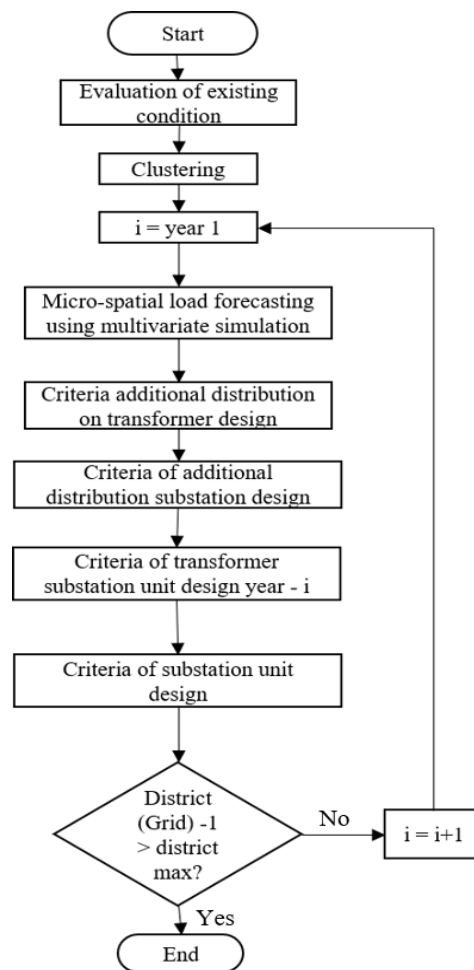 Start
Evaluation of existing
condition
Clustering
i = year 1
Micro-spatial load forecasting
using multivariate simulation
Criteria additional distribution
on transformer design
Criteria of additional
distribution substation design
Criteria of transformer
substation unit design year - i
Criteria of substation unit
design
District
(Grid) -1
> district
max?
No
i = i+1
Yes
End